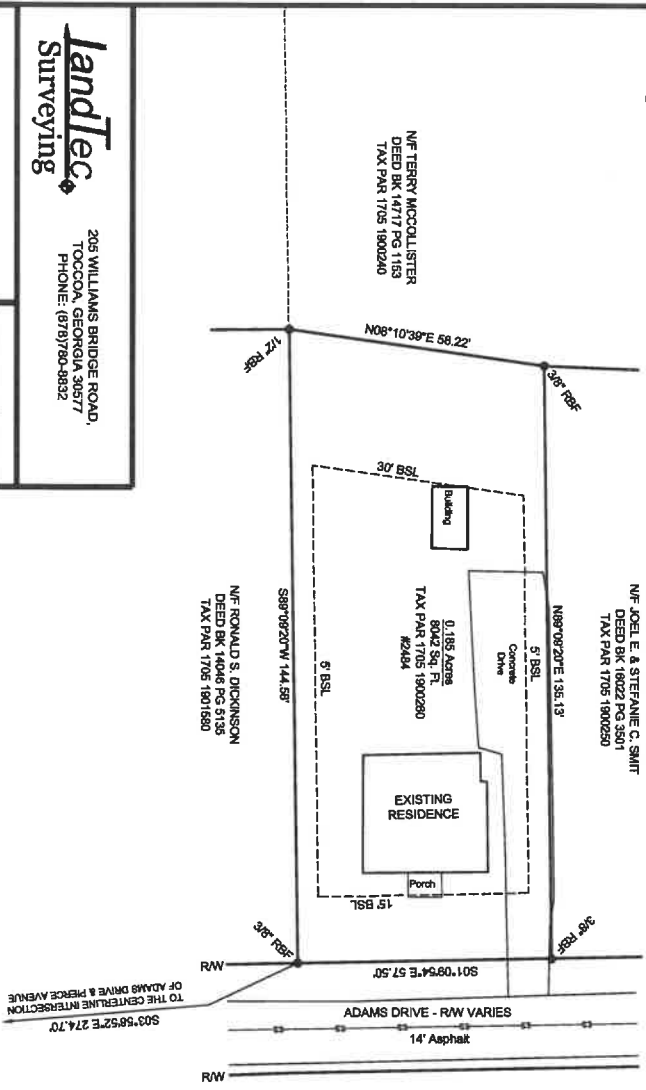 LandTec
Surveying
205 WILLIAMS BRIDGE ROAD,
TOCCOA, GEORGIA 30577
PHONE: (678)780-8832
N/F TERRY MCCOLLISTER
DEED BK 14717 PG 1153
TAX PAR 1705 1900240
N/F JOEL E. & STEFANIE C. SMIT
DEED BK 16022 PG 3501
TAX PAR 1705 1900250
N08°10'39"E 58.22'
1/2" RBF
3/8" RBF
N89°09'20"E 135.13'
30' BSL
5' BSL
Building
Concrete
Drive
0.185 Acres
8042 Sq. Ft.
TAX PAR 1705 1900260
#2484
5' BSL
S89°09'20"W 144.58'
N/F RONALD S. DICKINSON
DEED BK 14046 PG 5135
TAX PAR 1705 1901580
EXISTING
RESIDENCE
Porch
15' BSL
3/8" RBF
3/8" RBF
S01°09'54"E 57.50'
R/W
ADAMS DRIVE - R/W VARIES
14' Asphalt
R/W
S03°58'52"E 274.70'
TO THE CENTERLINE INTERSECTION
OF ADAMS DRIVE & PIERCE AVENUE